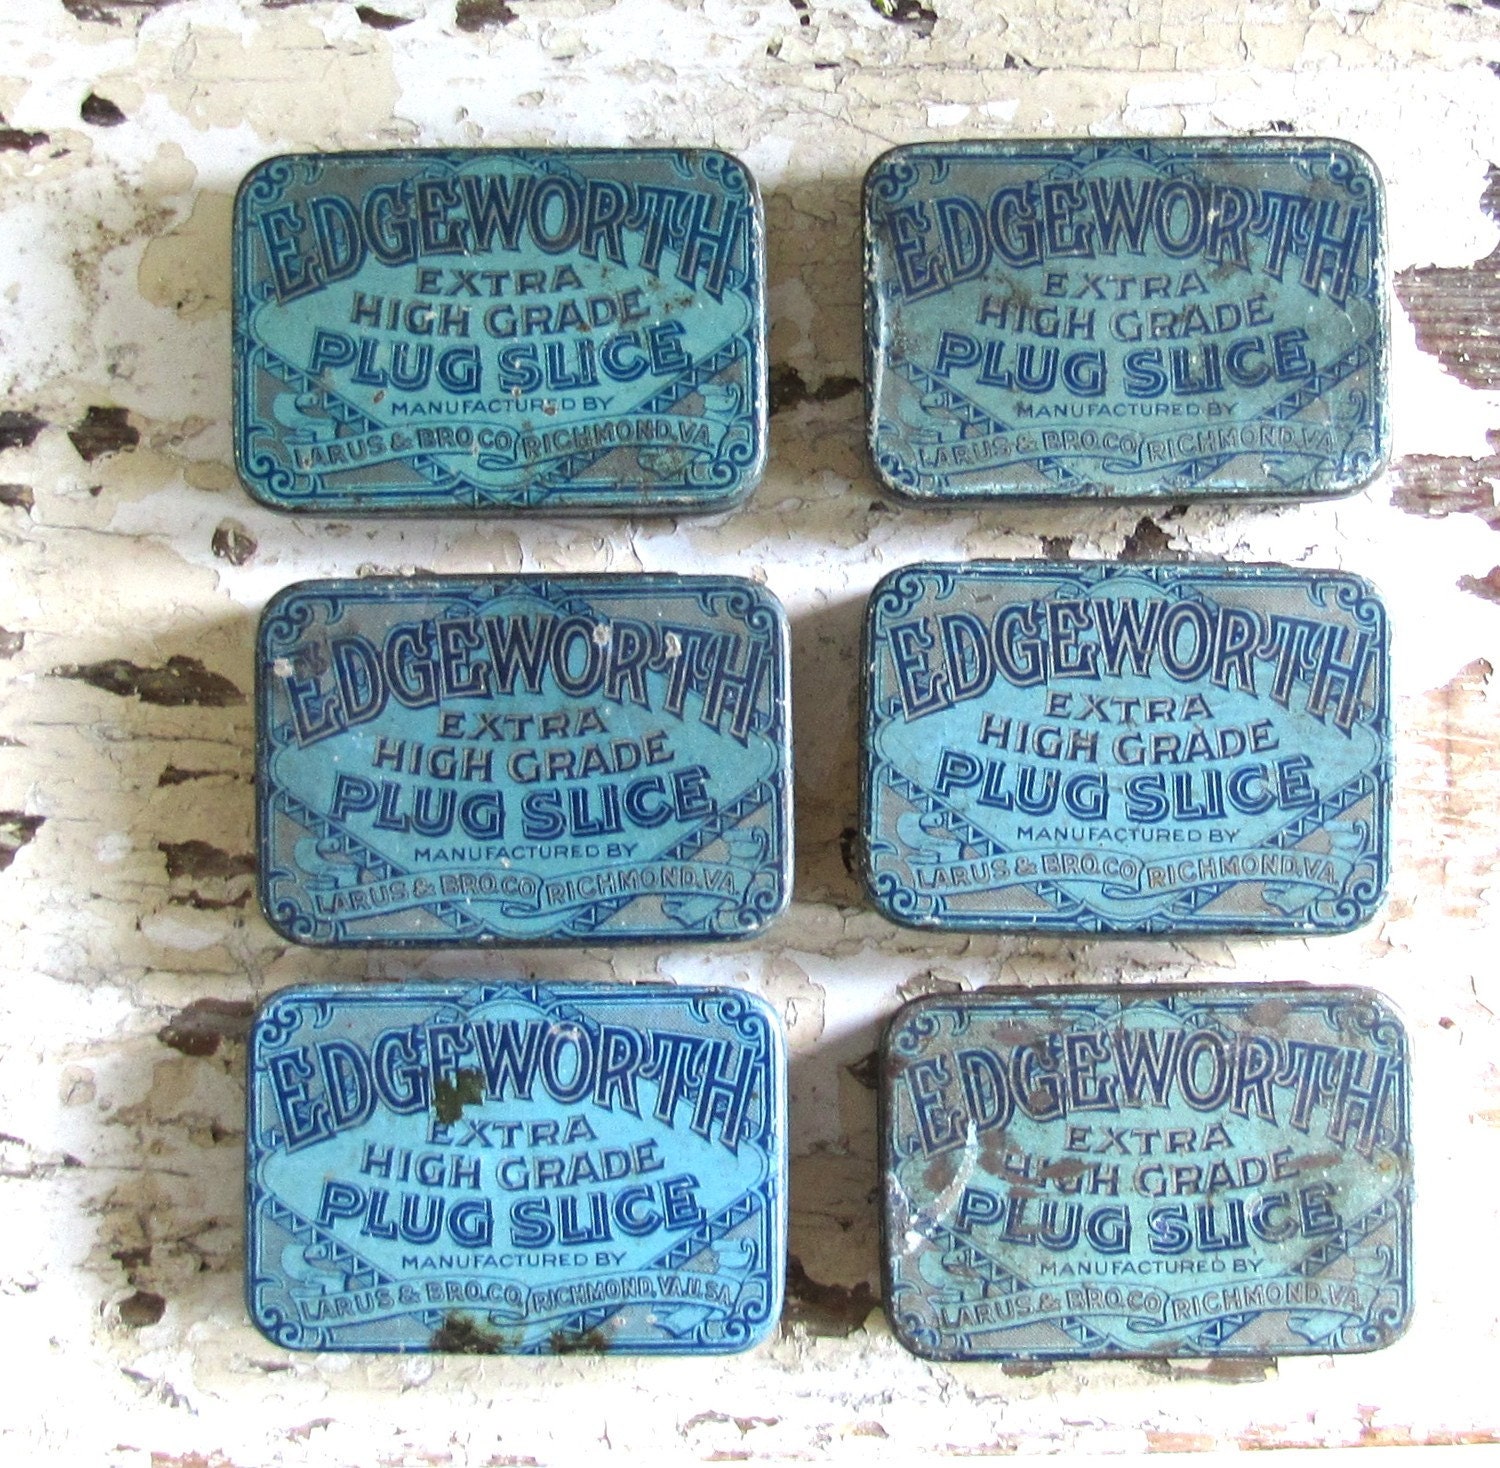 EDGEWORTH
EXTRA
HIGH GRADE
PLUG SLICE
MANUFACTURED BY
LARUS & BRO.CO. RICHMOND, VA.
EDGEWORTH
EXTRA
HIGH GRADE
PLUG SLICE
MANUFACTURED BY
LARUS & BRO.CO. RICHMOND, VA.
EDGEWORTH
EXTRA
HIGH GRADE
PLUG SLICE
MANUFACTURED BY
LARUS & BRO.CO. RICHMOND, VA.
EDGEWORTH
EXTRA
HIGH GRADE
PLUG SLICE
MANUFACTURED BY
LARUS & BRO.CO. RICHMOND, VA.
EDGEWORTH
EXTRA
HIGH GRADE
PLUG SLICE
MANUFACTURED BY
LARUS & BRO.CO. RICHMOND, VA. U.S.A.
EDGEWORTH
EXTRA
HIGH GRADE
PLUG SLICE
MANUFACTURED BY
LARUS & BRO.CO. RICHMOND, VA.